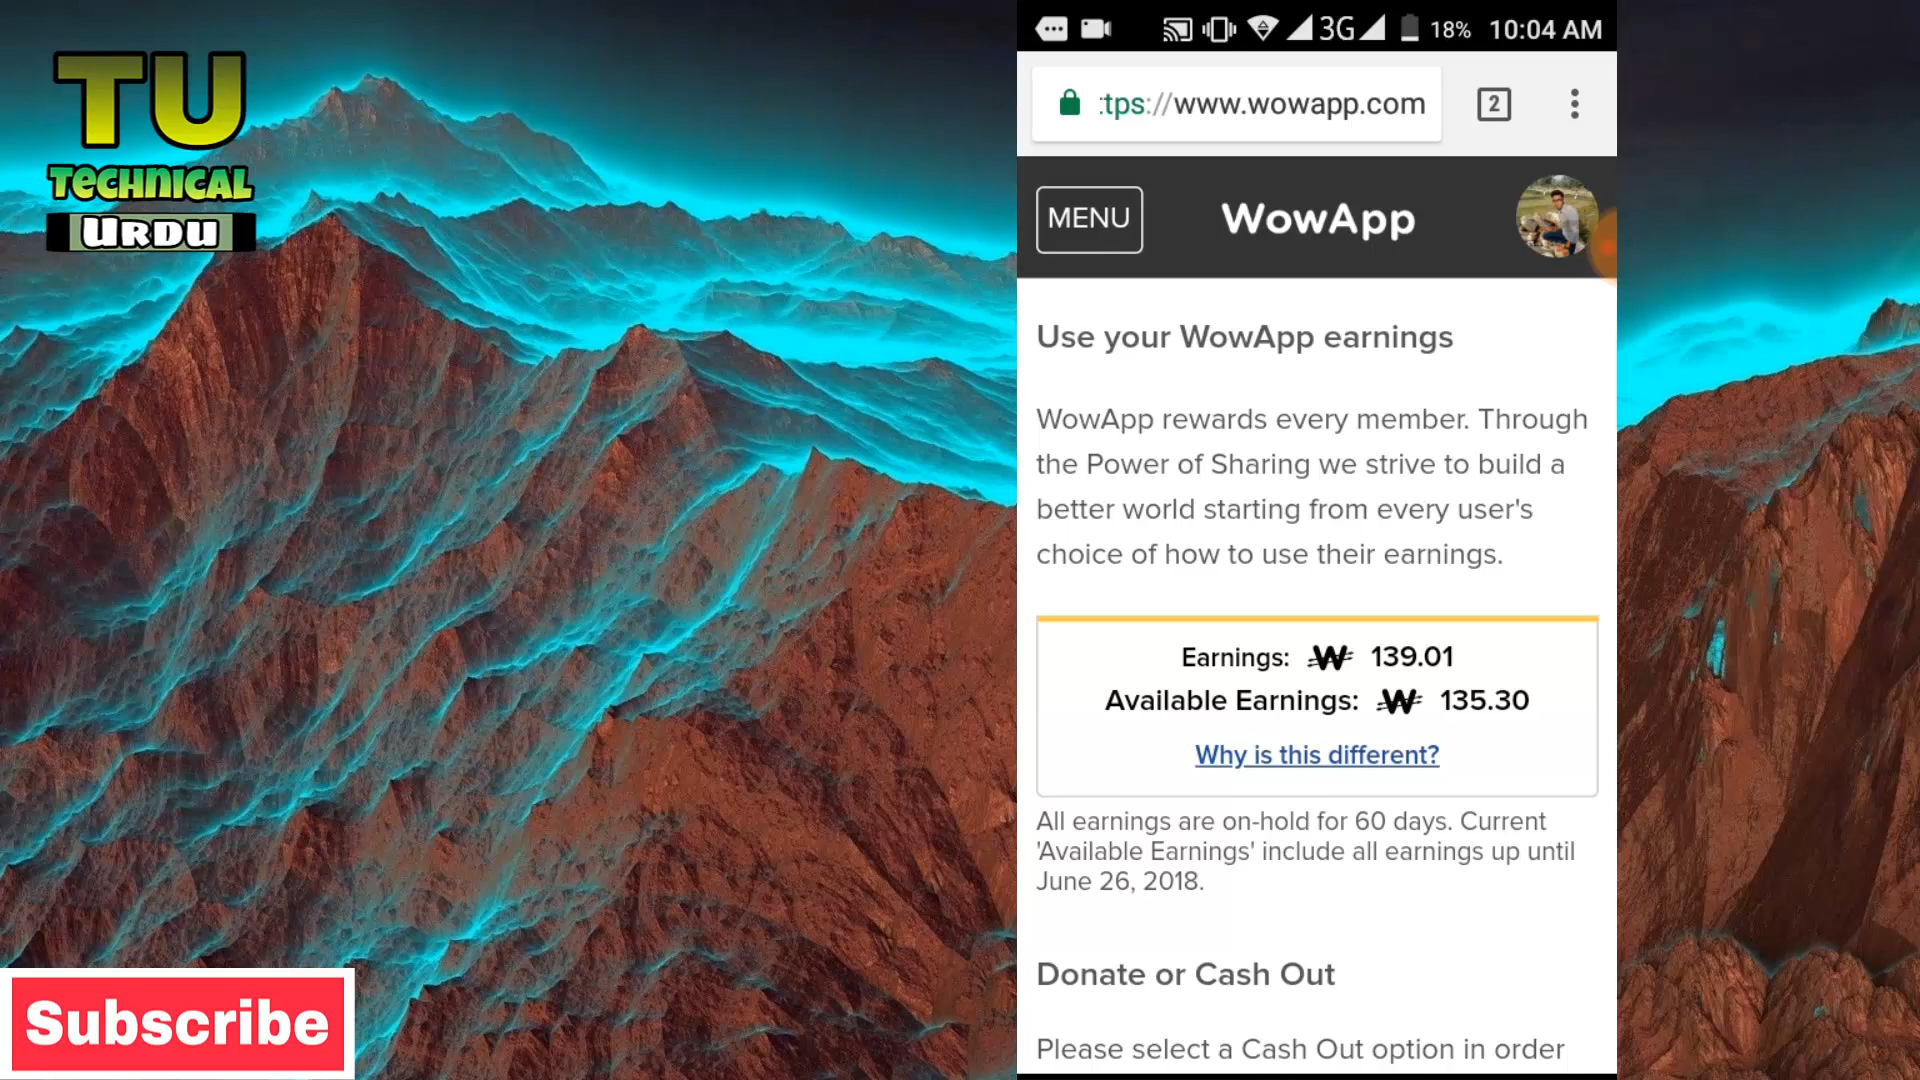 TU
Technical
Urdu
Subscribe
3G 18% 10:04 AM
:tps://www.wowapp.com 2
MENU WowApp
Use your WowApp earnings
WowApp rewards every member. Through
the Power of Sharing we strive to build a
better world starting from every user's
choice of how to use their earnings.
Earnings: W 139.01
Available Earnings: W 135.30
Why is this different?
All earnings are on-hold for 60 days. Current
'Available Earnings' include all earnings up until
June 26, 2018.
Donate or Cash Out
Please select a Cash Out option in order